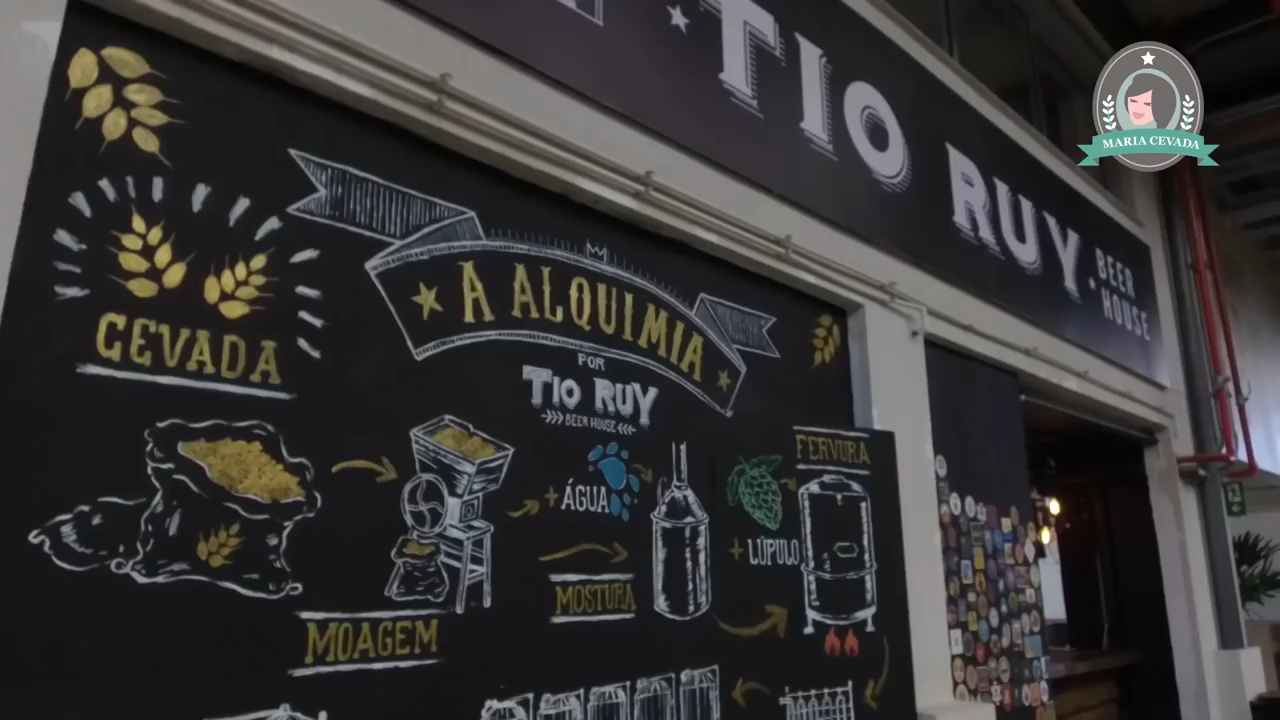 TIO RUY.
BEER
HOUSE
MARIA CEVADA
CEVADA
A ALQUIMIA
POR
TIO RUY
BEER HOUSE
MOAGEM
+ ÁGUA
MOSTURA
+ LÚPULO
FERVURA